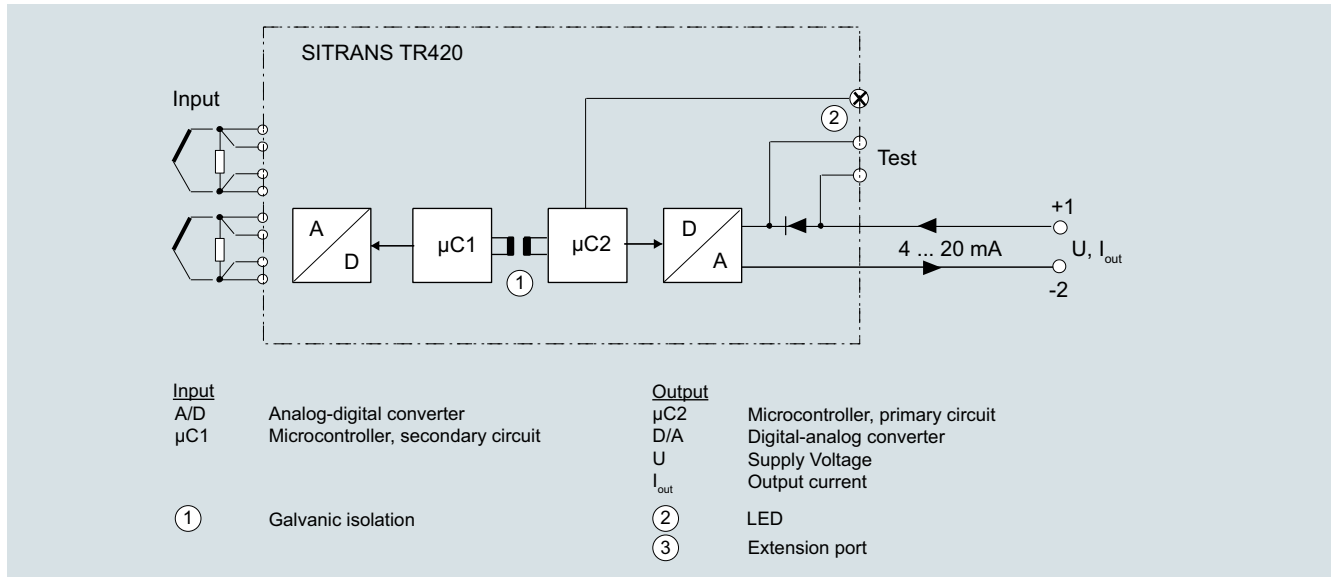 SITRANS TR420
Input
2
Test
A
D
µC1
µC2
D
A
1
+1
4 ... 20 mA
U, Iout
-2
Input
A/D Analog-digital converter
µC1 Microcontroller, secondary circuit
1 Galvanic isolation
Output
µC2 Microcontroller, primary circuit
D/A Digital-analog converter
U Supply Voltage
Iout Output current
2 LED
3 Extension port